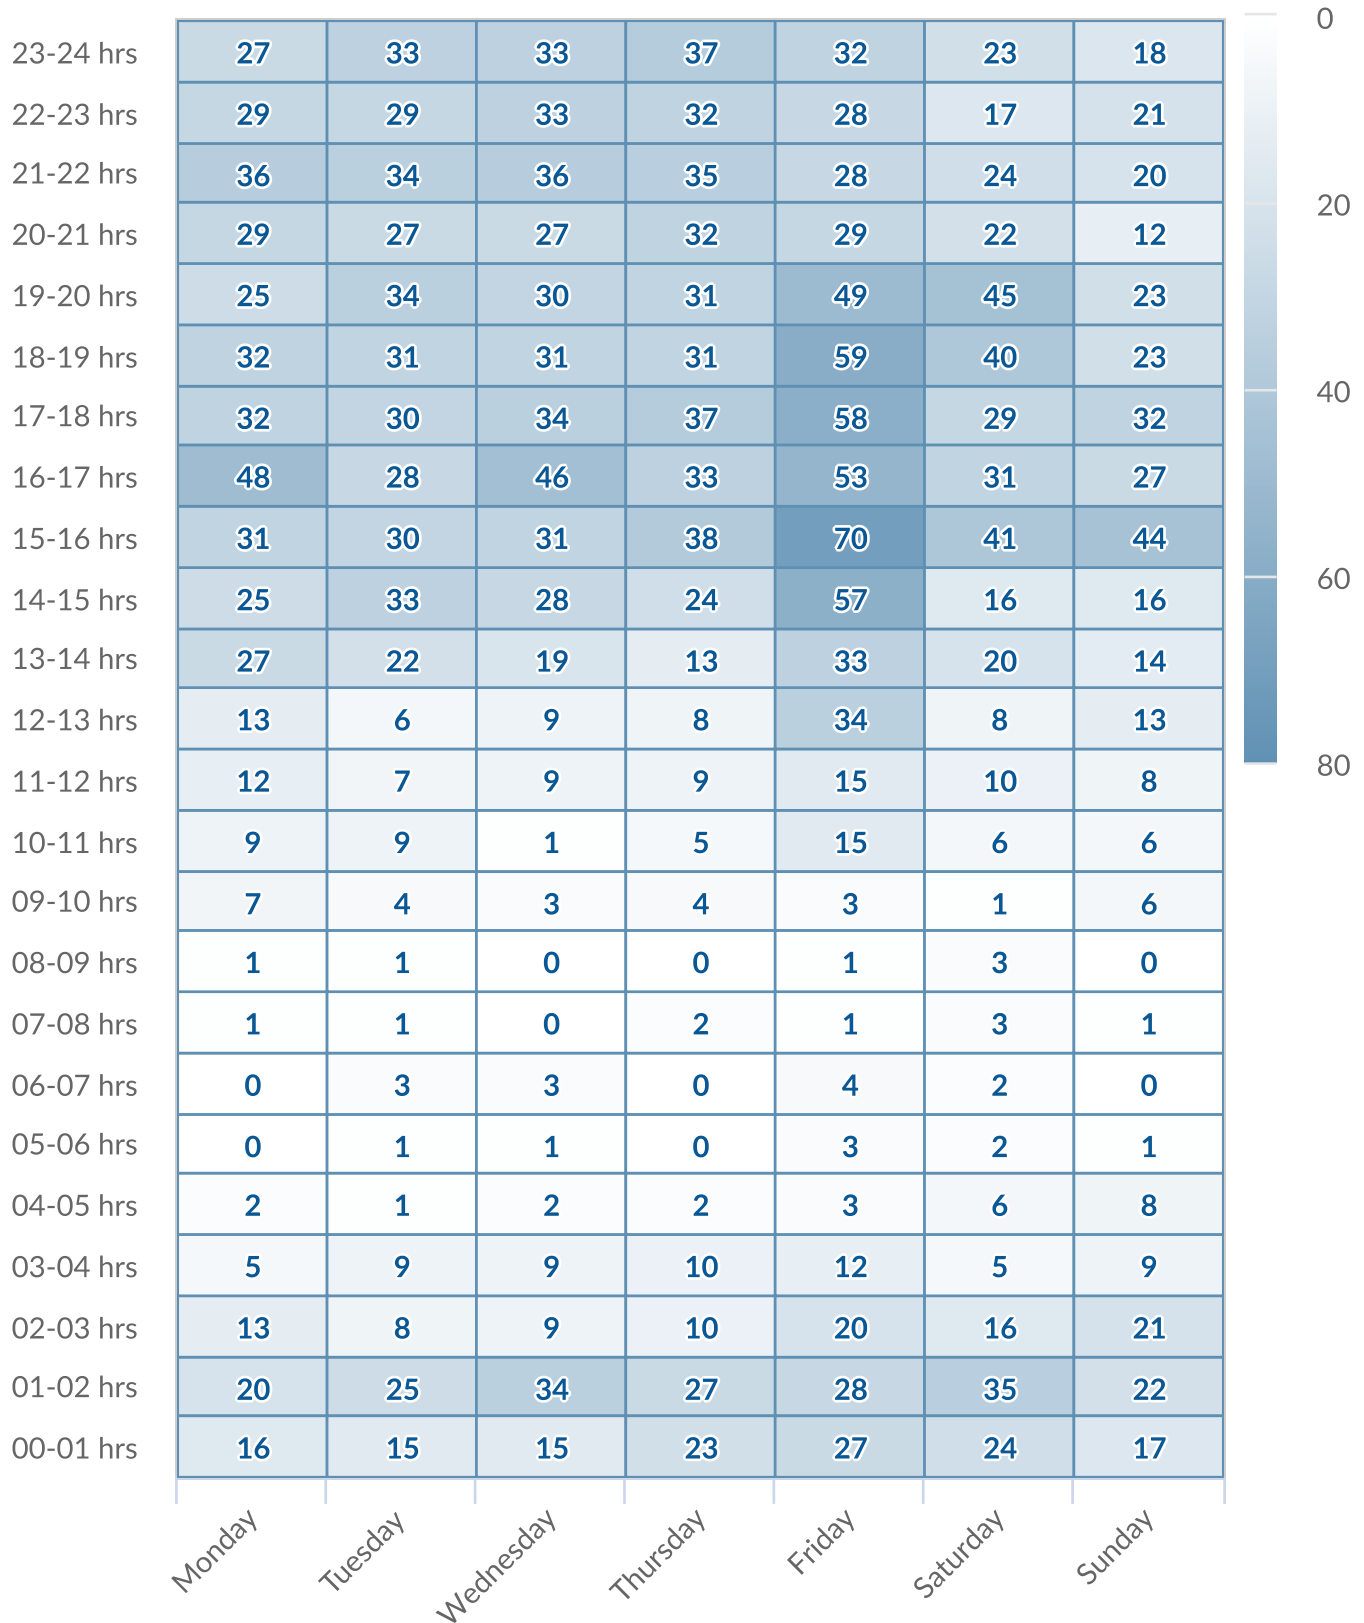 23-24 hrs 27 33 33 37 32 23 18
22-23 hrs 29 29 33 32 28 17 21
21-22 hrs 36 34 36 35 28 24 20
20-21 hrs 29 27 27 32 29 22 12
19-20 hrs 25 34 30 31 49 45 23
18-19 hrs 32 31 31 31 59 40 23
17-18 hrs 32 30 34 37 58 29 32
16-17 hrs 48 28 46 33 53 31 27
15-16 hrs 31 30 31 38 70 41 44
14-15 hrs 25 33 28 24 57 16 16
13-14 hrs 27 22 19 13 33 20 14
12-13 hrs 13 6 9 8 34 8 13
11-12 hrs 12 7 9 9 15 10 8
10-11 hrs 9 9 1 5 15 6 6
09-10 hrs 7 4 3 4 3 1 6
08-09 hrs 1 1 0 0 1 3 0
07-08 hrs 1 1 0 2 1 3 1
06-07 hrs 0 3 3 0 4 2 0
05-06 hrs 0 1 1 0 3 2 1
04-05 hrs 2 1 2 2 3 6 8
03-04 hrs 5 9 9 10 12 5 9
02-03 hrs 13 8 9 10 20 16 21
01-02 hrs 20 25 34 27 28 35 22
00-01 hrs 16 15 15 23 27 24 17
Monday Tuesday Wednesday Thursday Friday Saturday Sunday
0
20
40
60
80